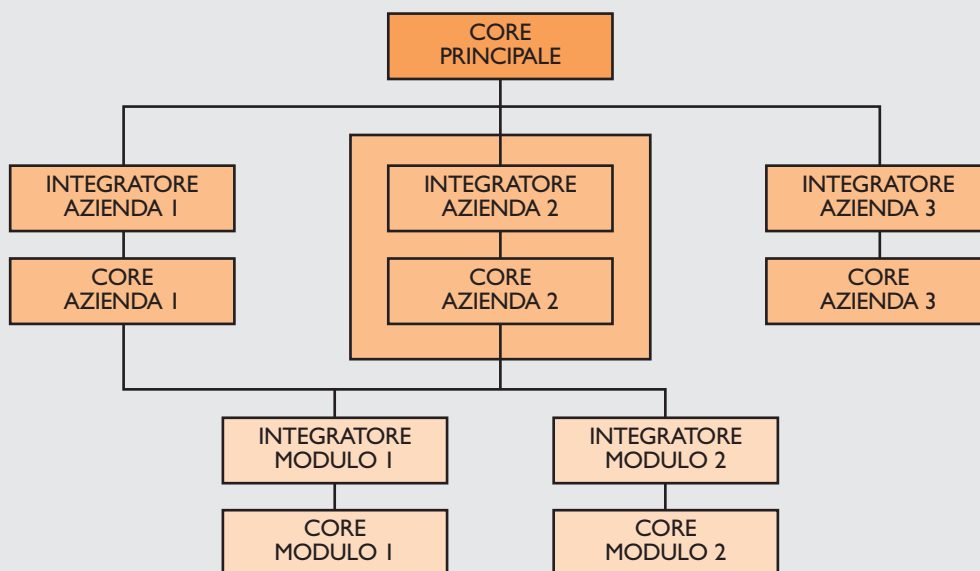 CORE
PRINCIPALE
INTEGRATORE
AZIENDA 1
INTEGRATORE
AZIENDA 2
INTEGRATORE
AZIENDA 3
CORE
AZIENDA 1
CORE
AZIENDA 2
CORE
AZIENDA 3
INTEGRATORE
MODULO 1
INTEGRATORE
MODULO 2
CORE
MODULO 1
CORE
MODULO 2